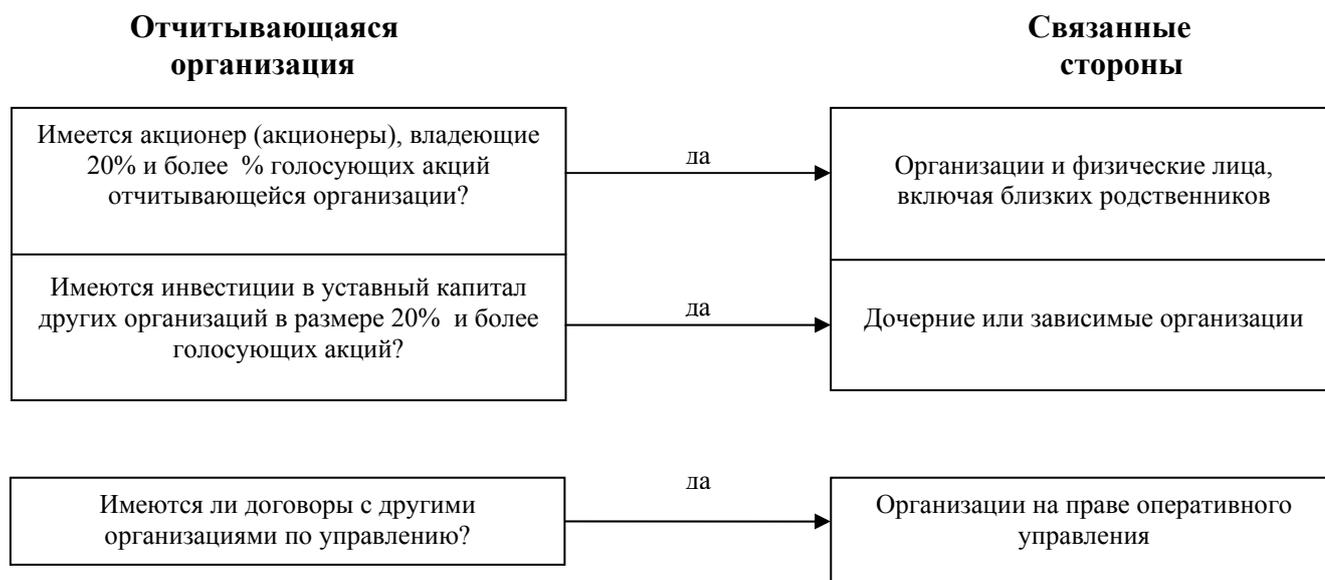 Отчитывающаяся
организация
Связанные
стороны
Имеется акционер (акционеры), владеющие
20% и более  % голосующих акций
отчитывающейся организации?
да
Организации и физические лица,
включая близких родственников
Имеются инвестиции в уставный капитал
других организаций в размере 20%  и более
голосующих акций?
да
Дочерние или зависимые организации
Имеются ли договоры с другими
организациями по управлению?
да
Организации на праве оперативного
управления